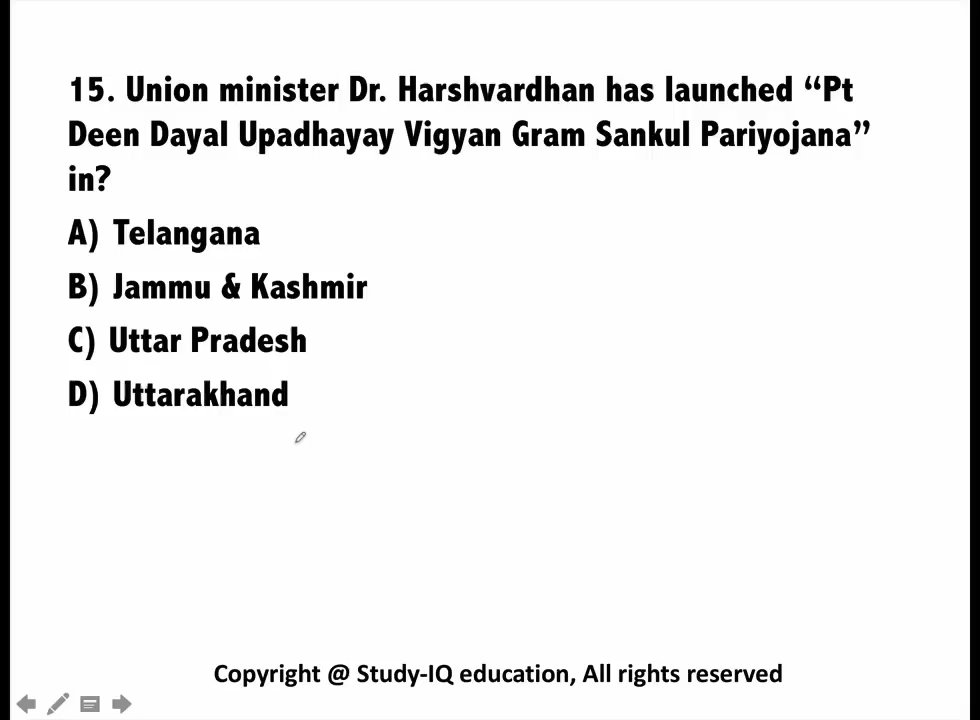 15. Union minister Dr. Harshvardhan has launched “Pt
Deen Dayal Upadhayay Vigyan Gram Sankul Pariyojana”
in?
A) Telangana
B) Jammu & Kashmir
C) Uttar Pradesh
D) Uttarakhand
Copyright @ Study-IQ education, All rights reserved